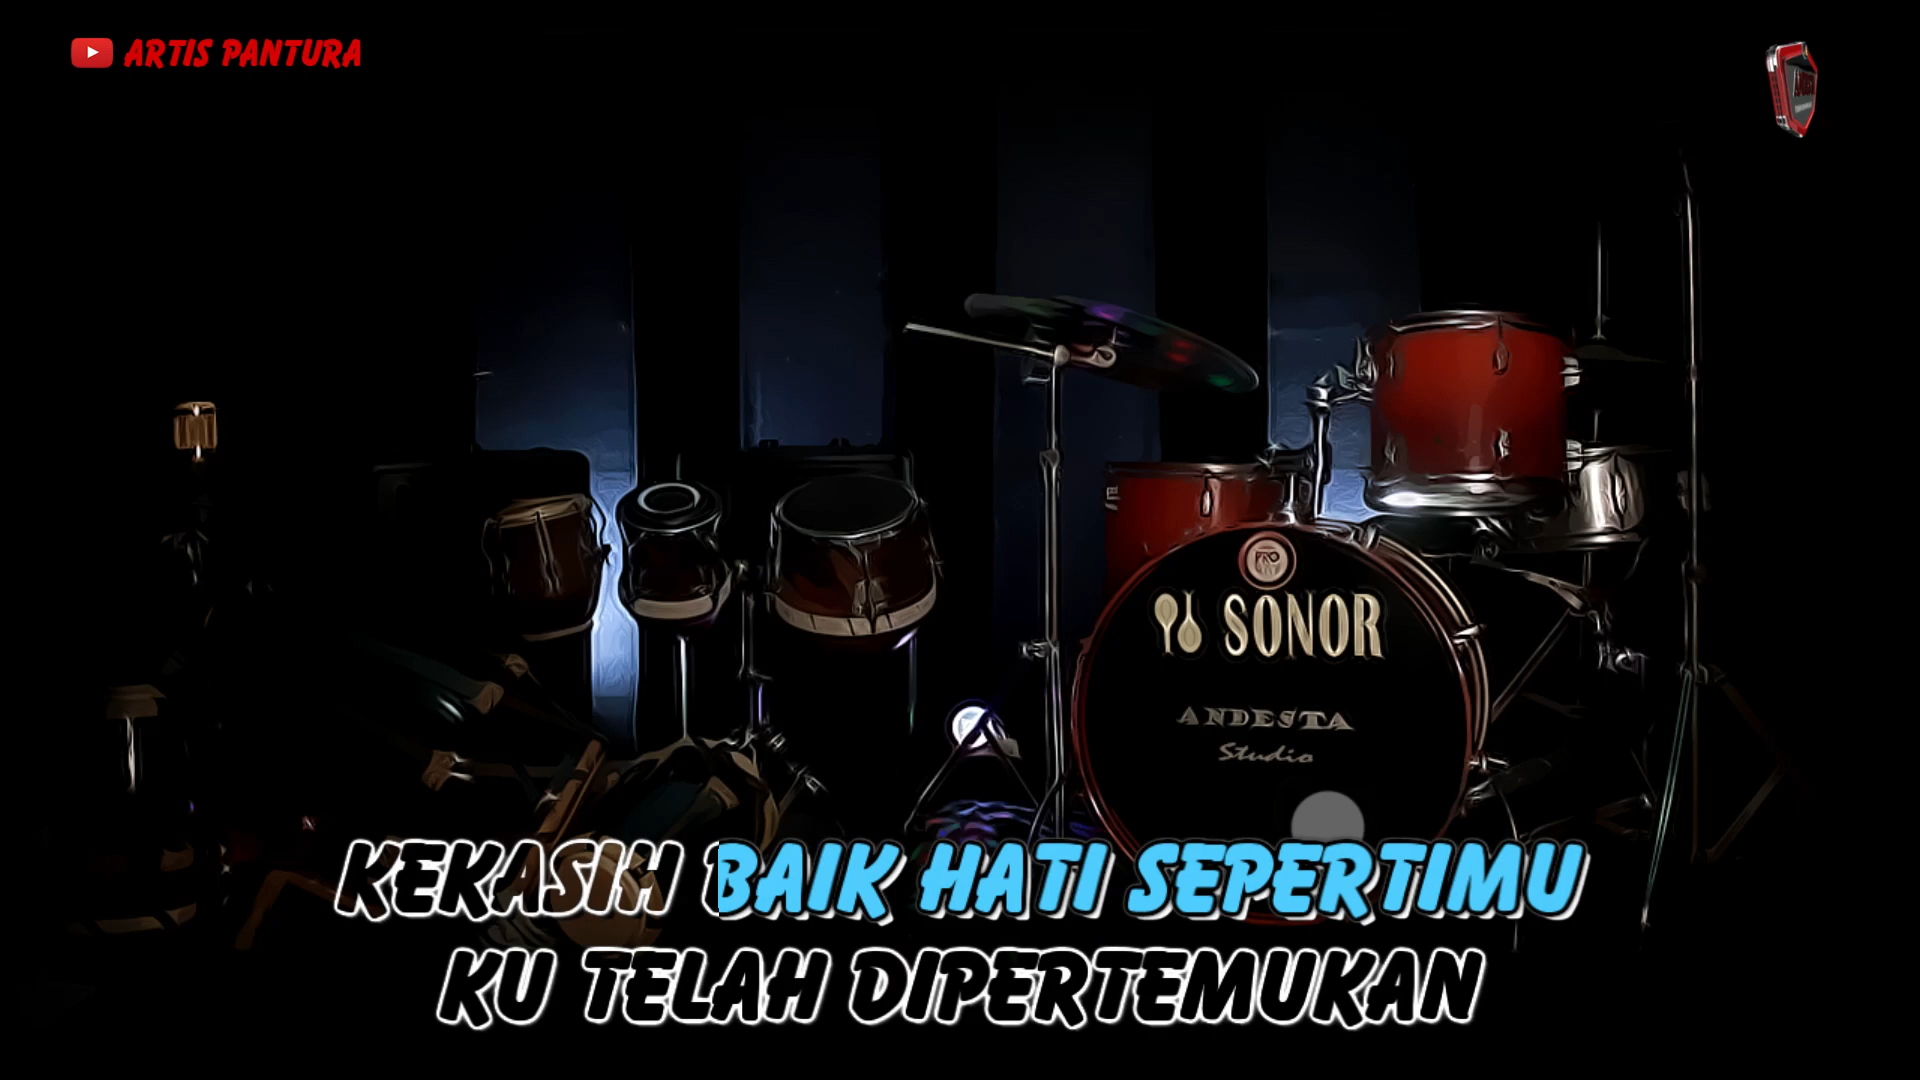 ARTIS PANTURA
SONOR
ANDESTA
Studio
KEKASIH BAIK HATI SEPERTIMU
KU TELAH DIPERTEMUKAN